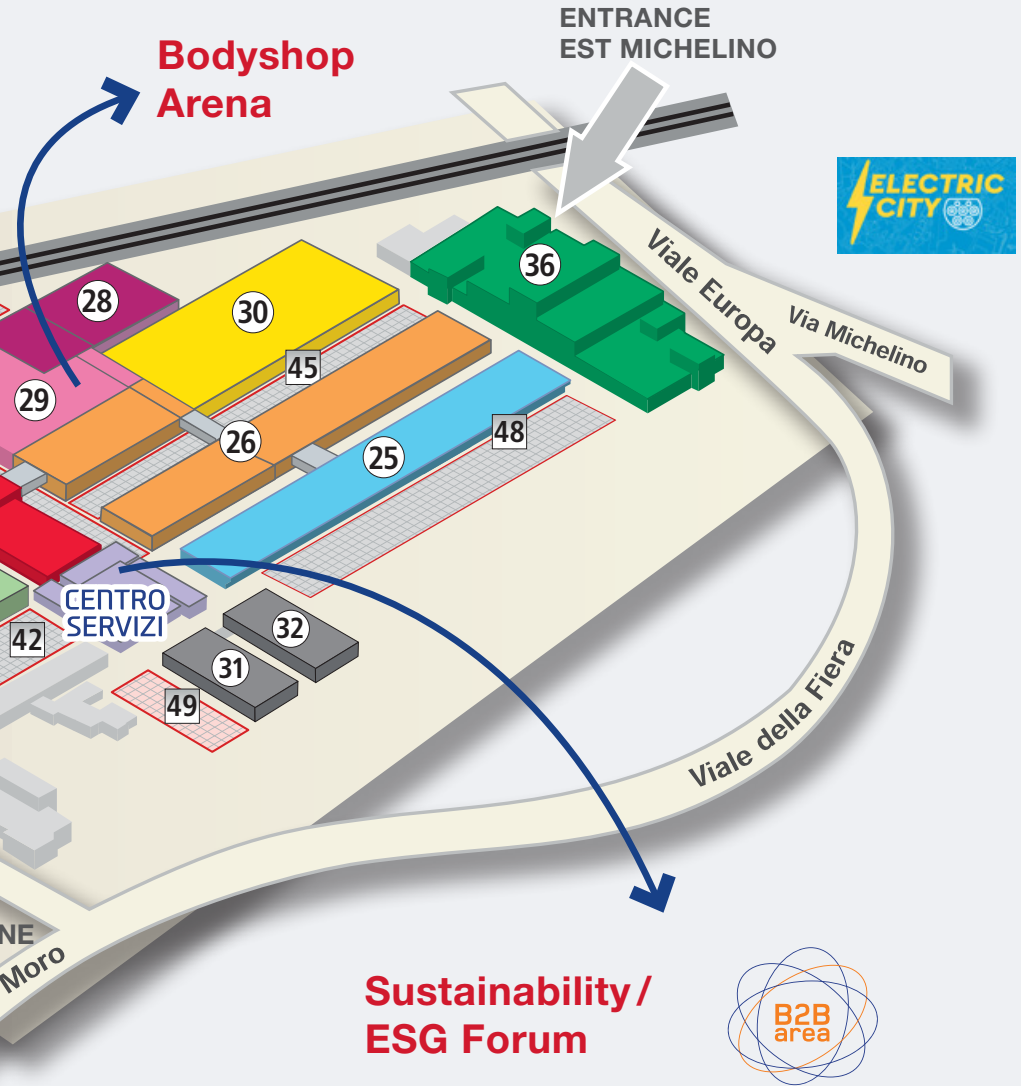 ENTRANCE
EST MICHELINO
Bodyshop
Arena
ELECTRIC
CITY
36
Viale Europa
Via Michelino
28
30
45
29
26
48
25
CENTRO
SERVIZI
42
32
31
49
Viale della Fiera
NE
Moro
Sustainability/
ESG Forum
B2B
area